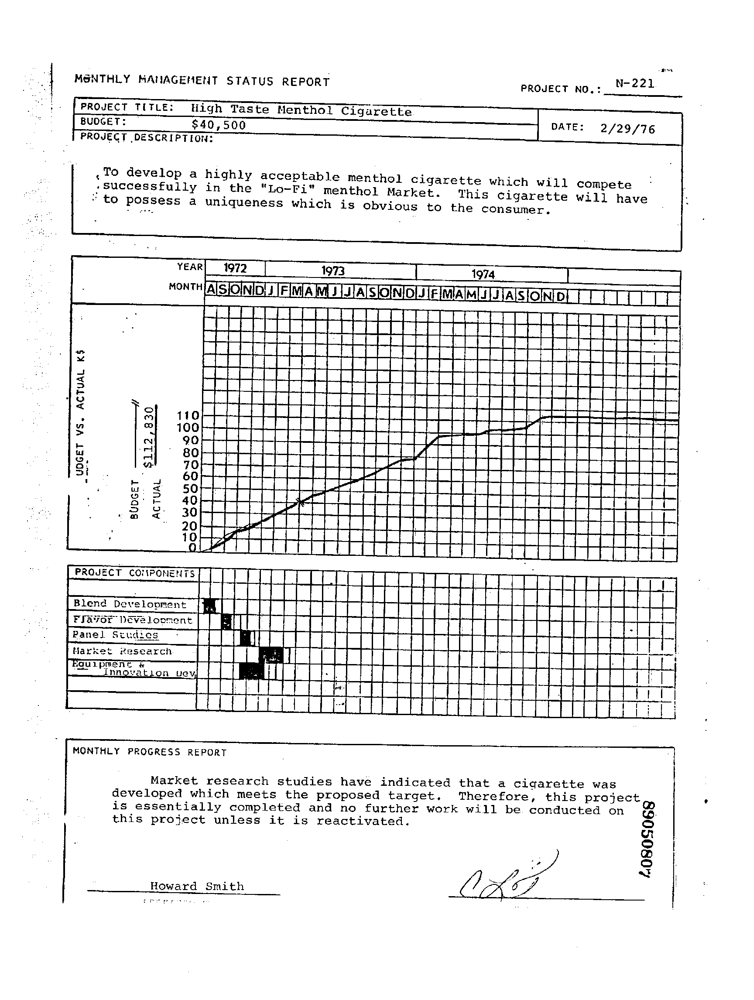 MONTHLY MANAGEMENT STATUS REPORT
PROJECT NO.: N-221
PROJECT TITLE: High Taste Menthol Cigarette
BUDGET: $40,500
DATE: 2/29/76
PROJECT DESCRIPTION:
To develop a highly acceptable menthol cigarette which will compete
successfully in the "Lo-Fi" menthol Market. This cigarette will have
to possess a uniqueness which is obvious to the consumer.
YEAR 1972 1973 1974
MONTH A S O N D J F M A M J J A S O N D J F M A M J J A S O N D
UDGET VS. ACTUAL K$
BUDGET
ACTUAL $112,830
110
100
90
80
70
60
50
40
30
20
10
0
PROJECT COMPONENTS
Blend Development
Flavor Development
Panel Studies
Market Research
Equipment &
Innovation Dev
MONTHLY PROGRESS REPORT
Market research studies have indicated that a cigarette was
developed which meets the proposed target. Therefore, this project
is essentially completed and no further work will be conducted on
this project unless it is reactivated.
89050807
Howard Smith